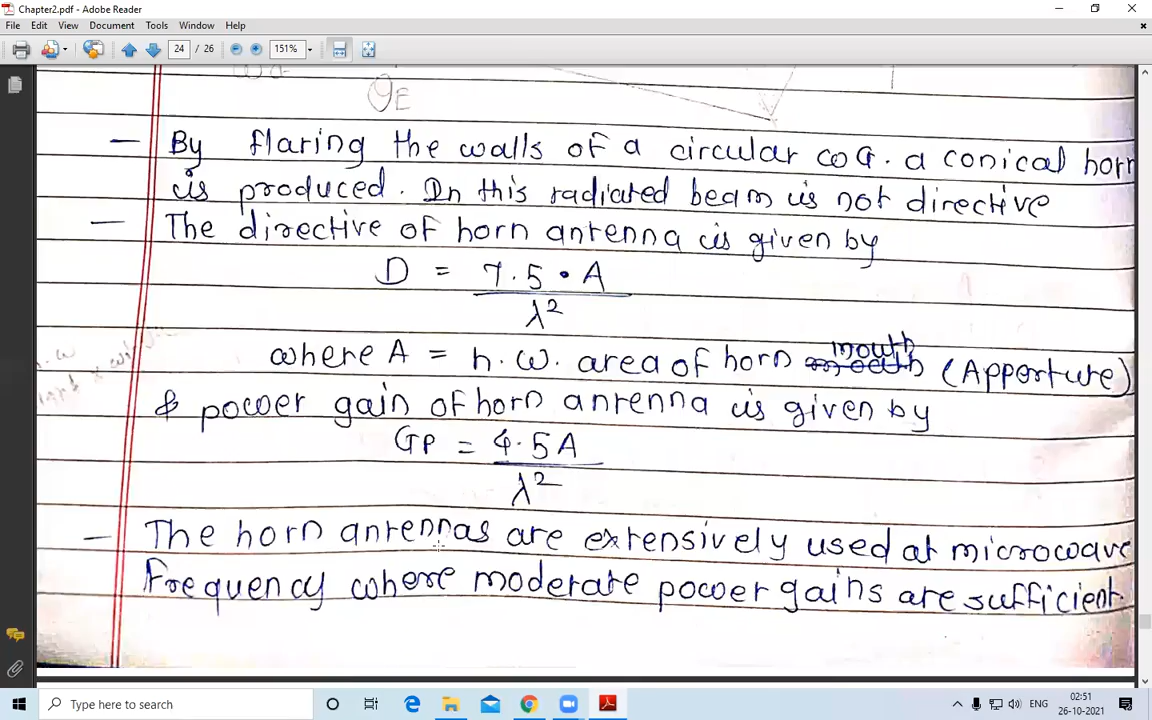 Chapter2.pdf - Adobe Reader
File Edit View Document Tools Window Help
24 / 26 151%
θE
— By flaring the walls of a circular coG. a conical horn
is produced. In this radiated beam is not directive
— The directive of horn antenna is given by
D = 7.5 • A
λ²
where A = h. w. area of horn mouth (Apporture)
& power gain of horn antenna is given by
GP = 4.5A
λ²
— The horn antennas are extensively used at microwave
Frequency where moderate power gains are sufficient.
Type here to search
ENG
02:51
26-10-2021